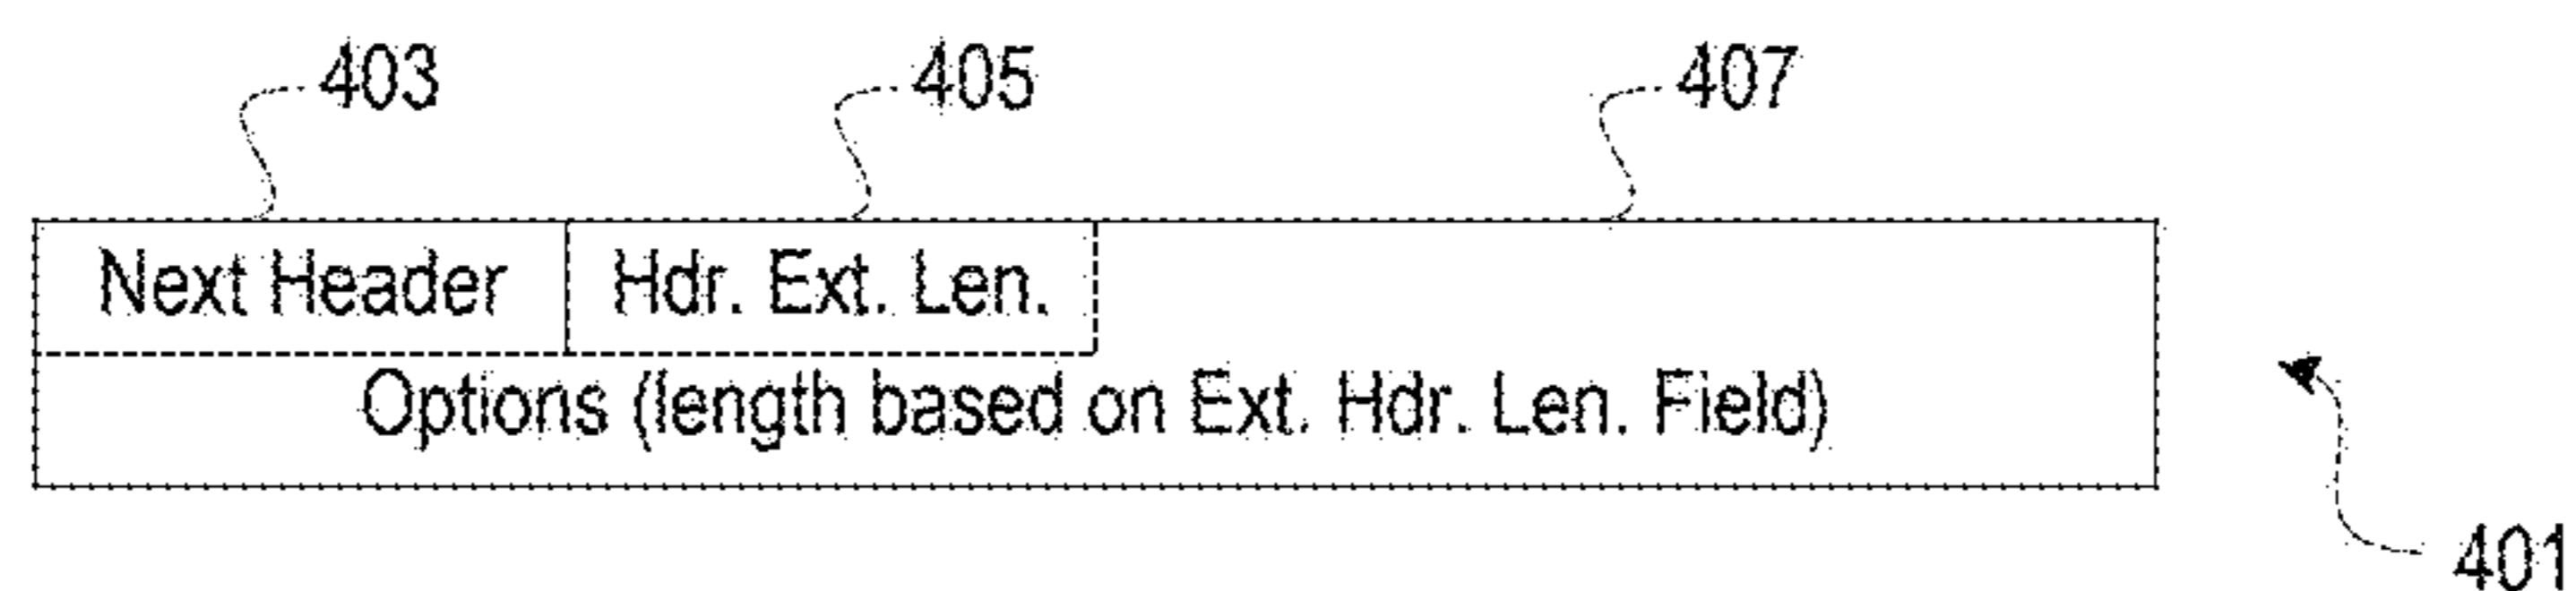 403 405 407
Next Header Hdr. Ext. Len.
Options (length based on Ext. Hdr. Len. Field)
401